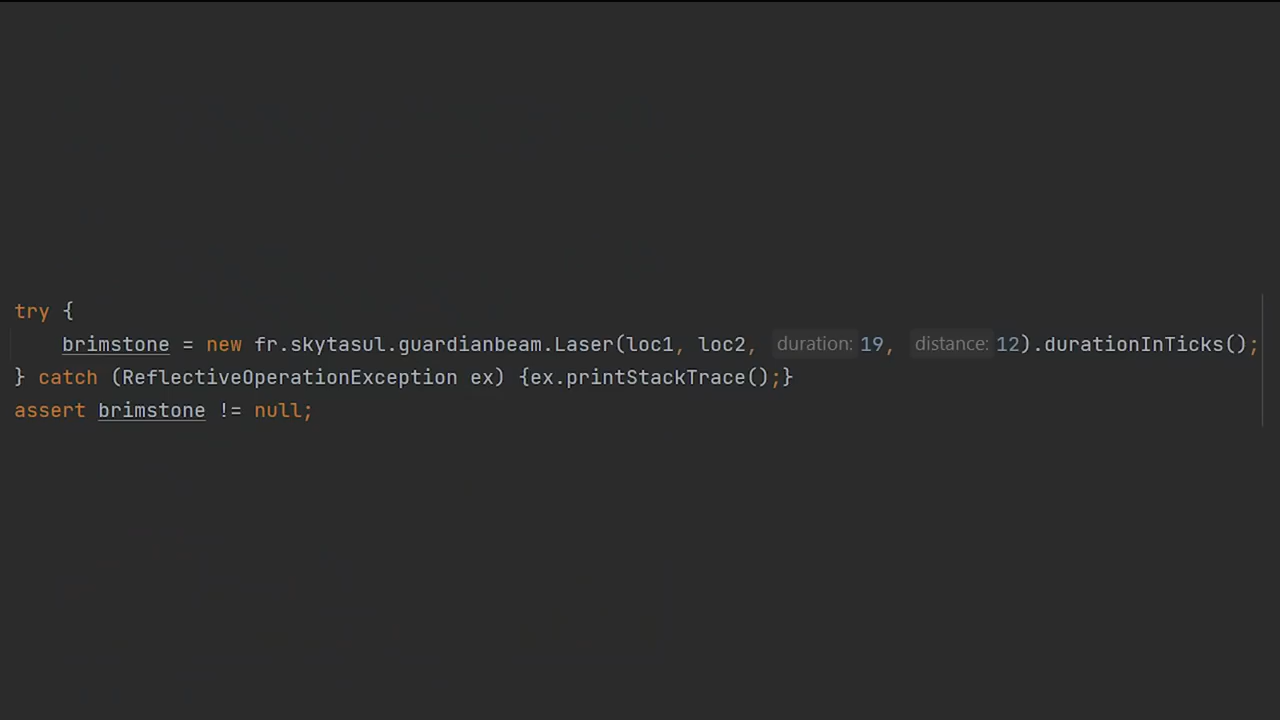 try {
brimstone = new fr.skytasul.guardianbeam.Laser(loc1, loc2, duration: 19, distance: 12).durationInTicks();
} catch (ReflectiveOperationException ex) {ex.printStackTrace();}
assert brimstone != null;